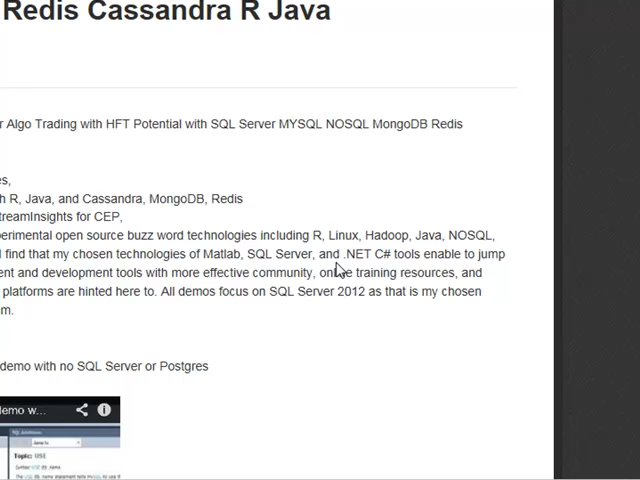 Redis Cassandra R Java
r Algo Trading with HFT Potential with SQL Server MYSQL NOSQL MongoDB Redis
es,
h R, Java, and Cassandra, MongoDB, Redis
treamInsights for CEP,
perimental open source buzz word technologies including R, Linux, Hadoop, Java, NOSQL,
I find that my chosen technologies of Matlab, SQL Server, and .NET C# tools enable to jump
ent and development tools with more effective community, online training resources, and
platforms are hinted here to. All demos focus on SQL Server 2012 as that is my chosen
m.
demo with no SQL Server or Postgres
demo w...
Topic: USE